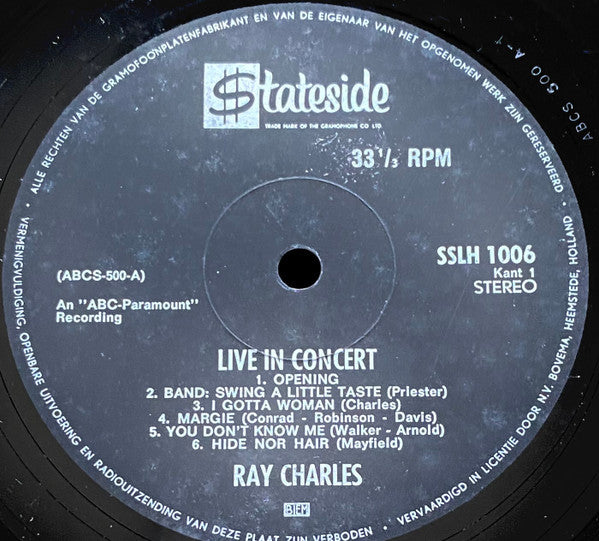 ALLE RECHTEN VAN DE GRAMOFOONPLATENFABRIKANT EN VAN DE EIGENAAR VAN HET OPGENOMEN WERK ZIJN GERESERVEERD •
$tateside
TRADE MARK OF THE GRAMOPHONE CO LTD.
33 1/3 RPM
ABCS 500 A-1
SSLH 1006
Kant 1
STEREO
(ABCS-500-A)
An "ABC-Paramount"
Recording
LIVE IN CONCERT
1. OPENING
2. BAND: SWING A LITTLE TASTE (Priester)
3. I GOTTA WOMAN (Charles)
4. MARGIE (Conrad - Robinson - Davis)
5. YOU DON'T KNOW ME (Walker - Arnold)
6. HIDE NOR HAIR (Mayfield)
RAY CHARLES
BIEM
• VERMENIGVULDIGING, OPENBARE UITVOERING EN RADIOUITZENDING VAN DEZE PLAAT ZIJN VERBODEN • VERVAARDIGD IN LICENTIE DOOR N.V. BOVEMA, HEEMSTEDE, HOLLAND